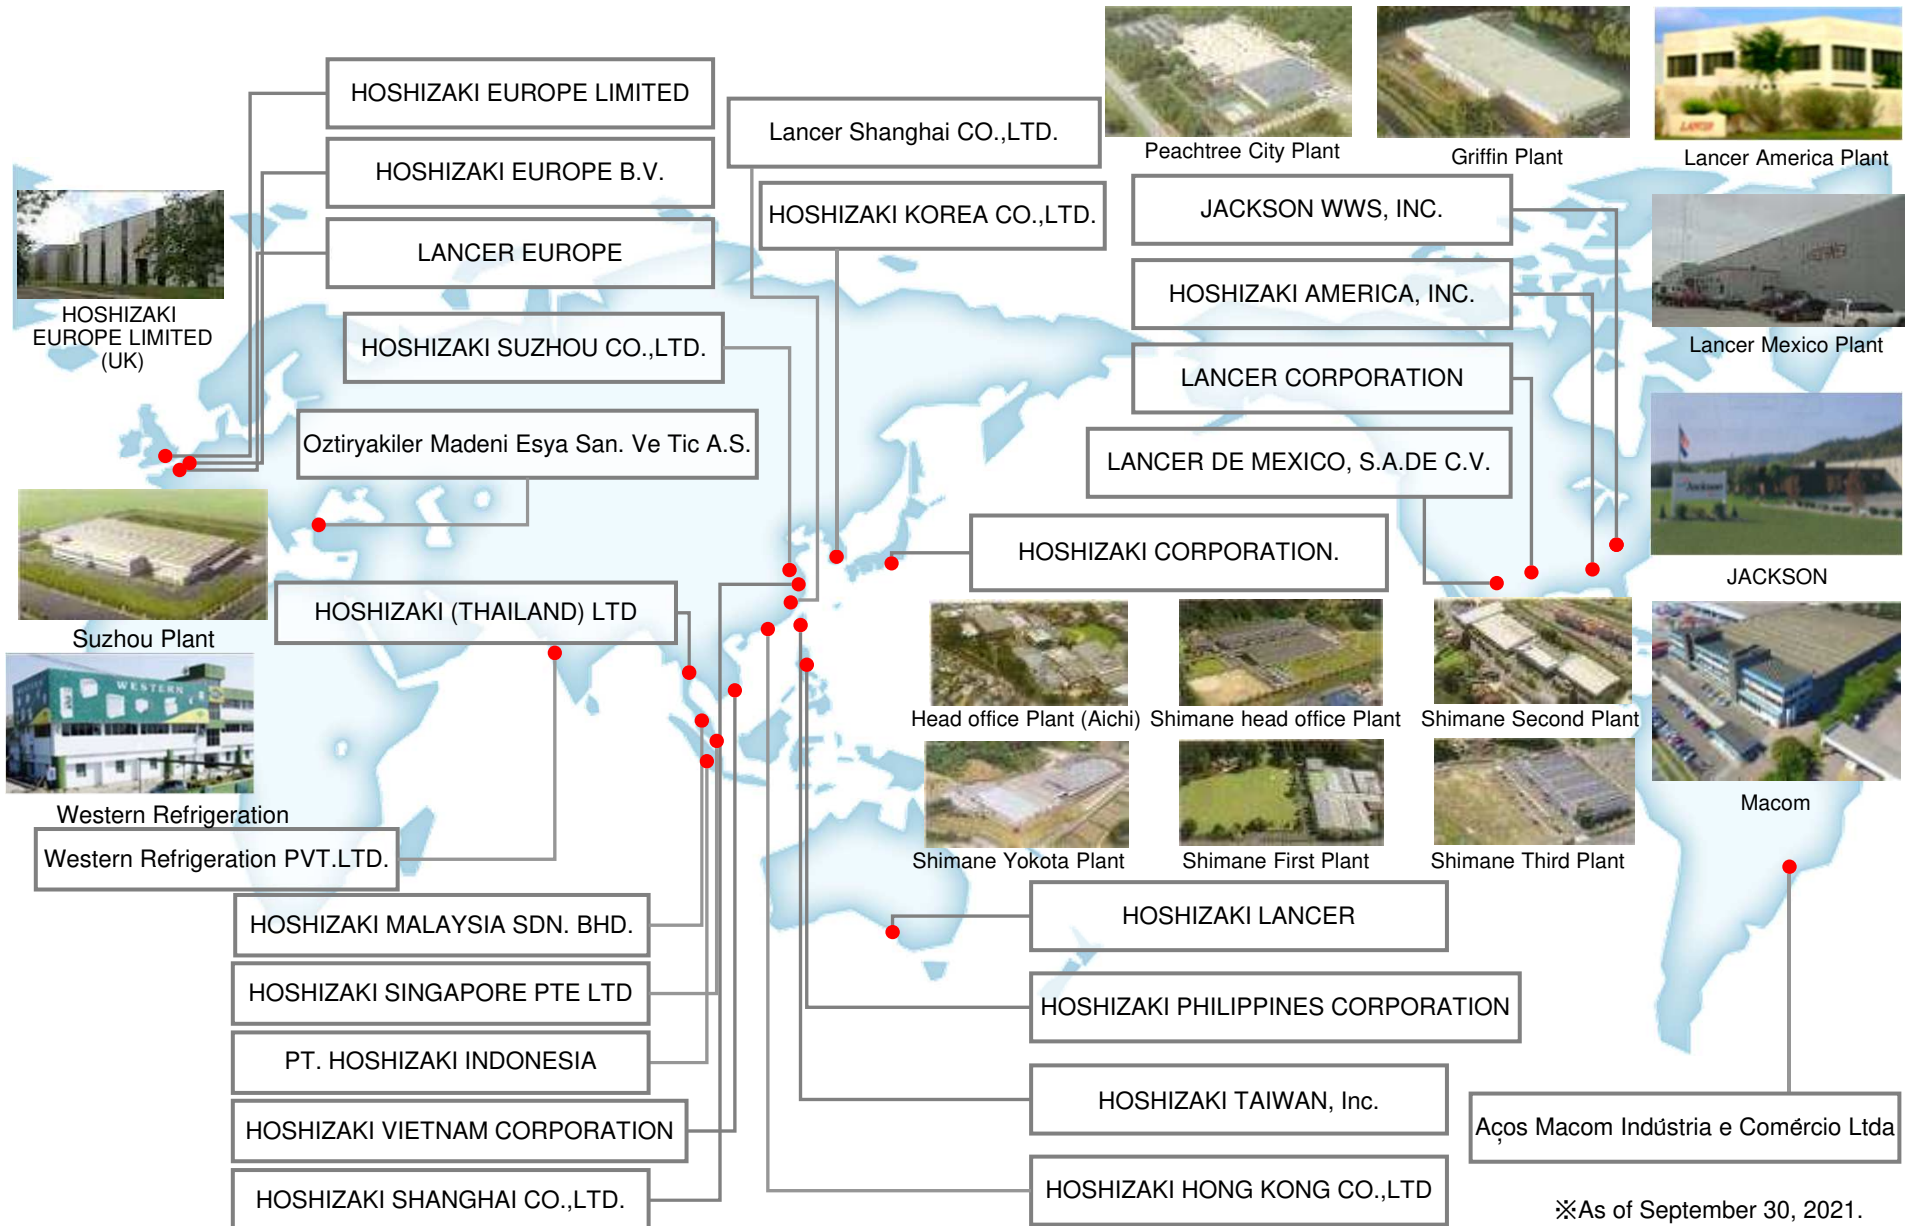 HOSHIZAKI EUROPE LIMITED
HOSHIZAKI EUROPE B.V.
LANCER EUROPE
HOSHIZAKI
EUROPE LIMITED
(UK)
HOSHIZAKI SUZHOU CO.,LTD.
Oztiryakiler Madeni Esya San. Ve Tic A.S.
Lancer Shanghai CO.,LTD.
HOSHIZAKI KOREA CO.,LTD.
Peachtree City Plant
Griffin Plant
Lancer America Plant
LANCER
JACKSON WWS, INC.
HOSHIZAKI AMERICA, INC.
LANCER CORPORATION
LANCER DE MEXICO, S.A.DE C.V.
Lancer Mexico Plant
Jackson
JACKSON
HOSHIZAKI CORPORATION.
Suzhou Plant
HOSHIZAKI (THAILAND) LTD
WESTERN
Western Refrigeration
Western Refrigeration PVT.LTD.
Head office Plant (Aichi)
Shimane head office Plant
Shimane Second Plant
Shimane Yokota Plant
Shimane First Plant
Shimane Third Plant
Macom
HOSHIZAKI MALAYSIA SDN. BHD.
HOSHIZAKI SINGAPORE PTE LTD
PT. HOSHIZAKI INDONESIA
HOSHIZAKI VIETNAM CORPORATION
HOSHIZAKI SHANGHAI CO.,LTD.
HOSHIZAKI LANCER
HOSHIZAKI PHILIPPINES CORPORATION
HOSHIZAKI TAIWAN, Inc.
HOSHIZAKI HONG KONG CO.,LTD
Aços Macom Indústria e Comércio Ltda
※As of September 30, 2021.